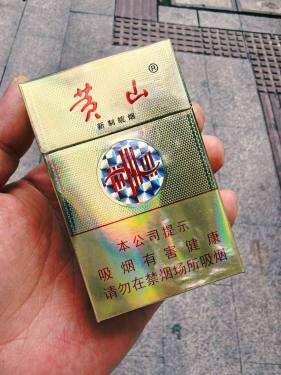 黄山®
新制皖烟
本公司提示
吸烟有害健康
请勿在禁烟场所吸烟